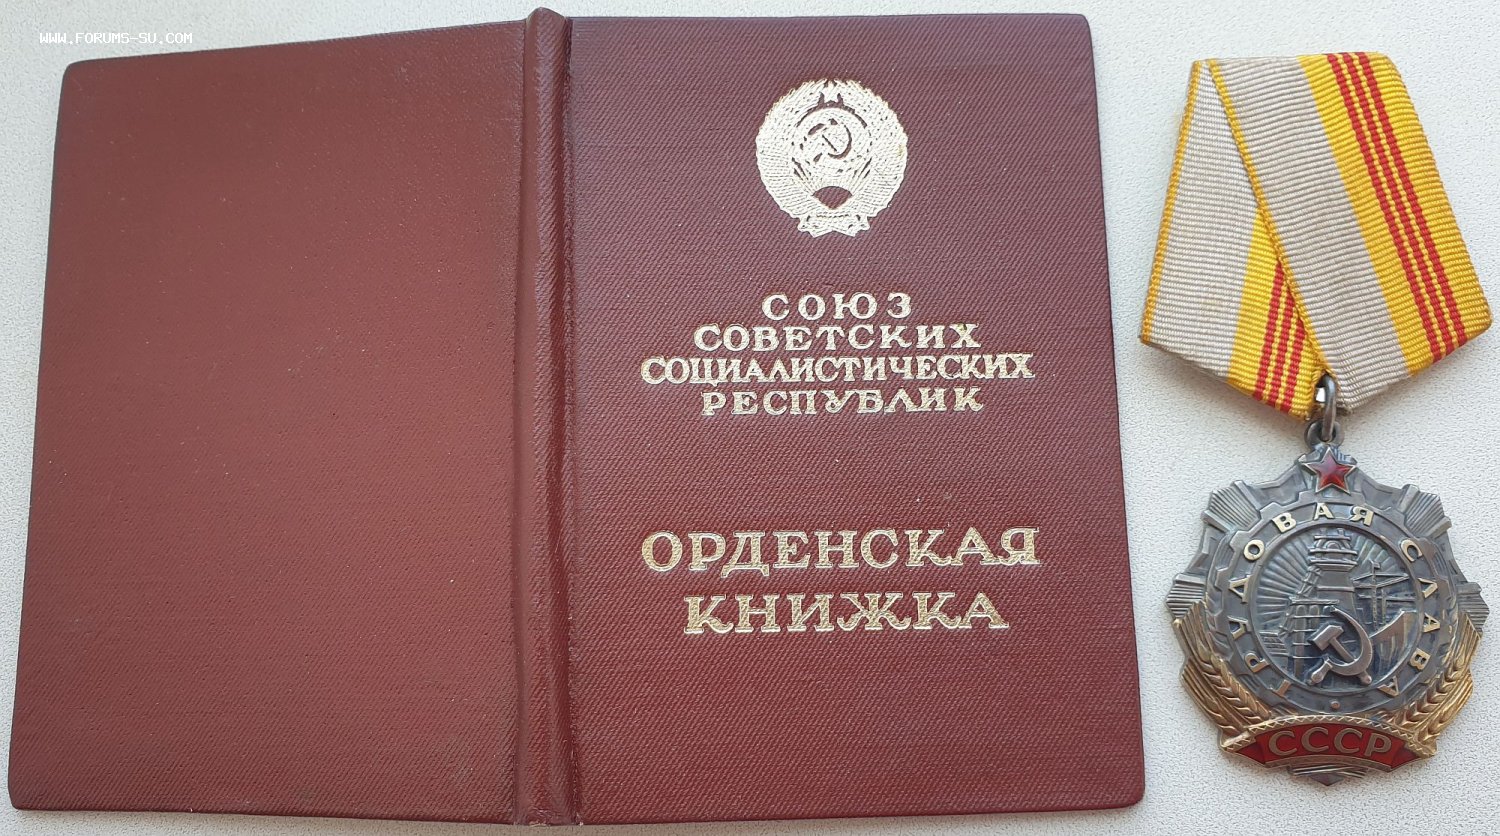 WWW.FORUMS-SU.COM
СОЮЗ
СОВЕТСКИХ
СОЦИАЛИСТИЧЕСКИХ
РЕСПУБЛИК
ОРДЕНСКАЯ
КНИЖКА
ТРУДОВАЯ СЛАВА
СССР